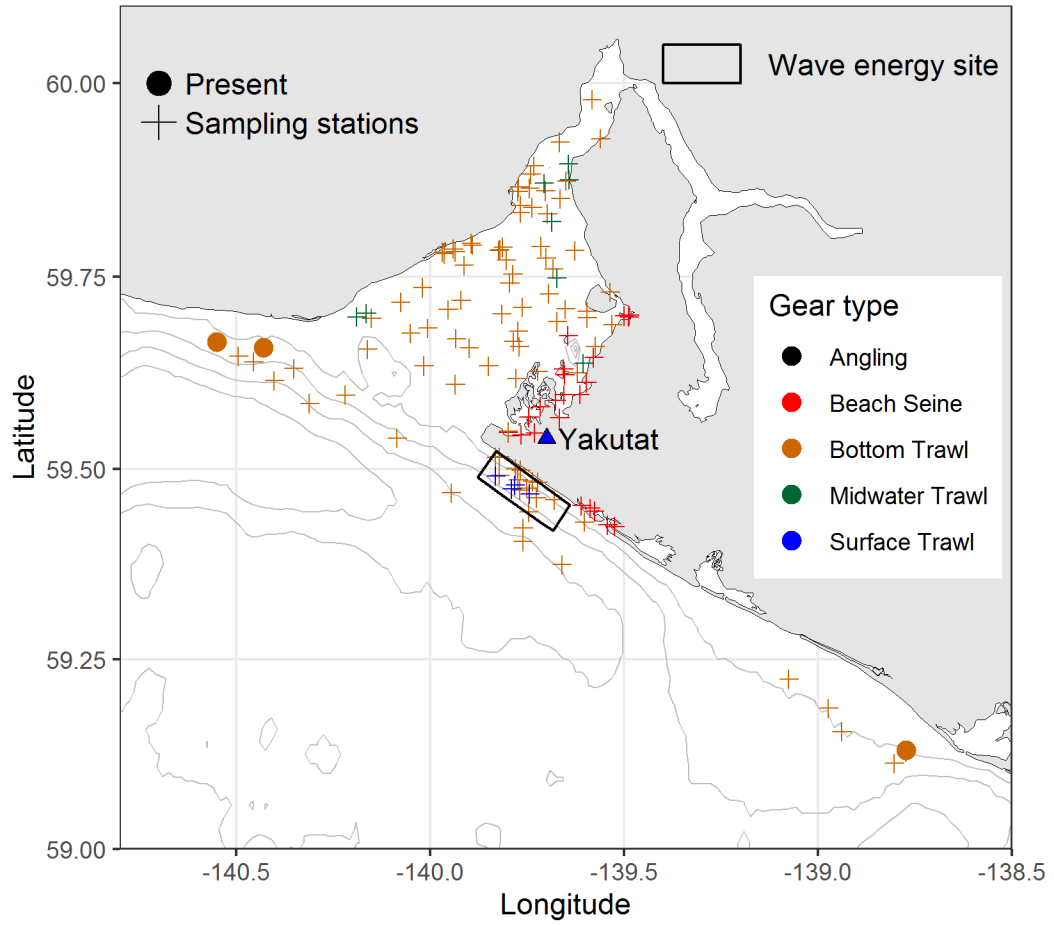 Present
Sampling stations
Wave energy site
60.00
59.75
59.50
59.25
59.00
Latitude
Yakutat
Gear type
Angling
Beach Seine
Bottom Trawl
Midwater Trawl
Surface Trawl
-140.5 -140.0 -139.5 -139.0 -138.5
Longitude